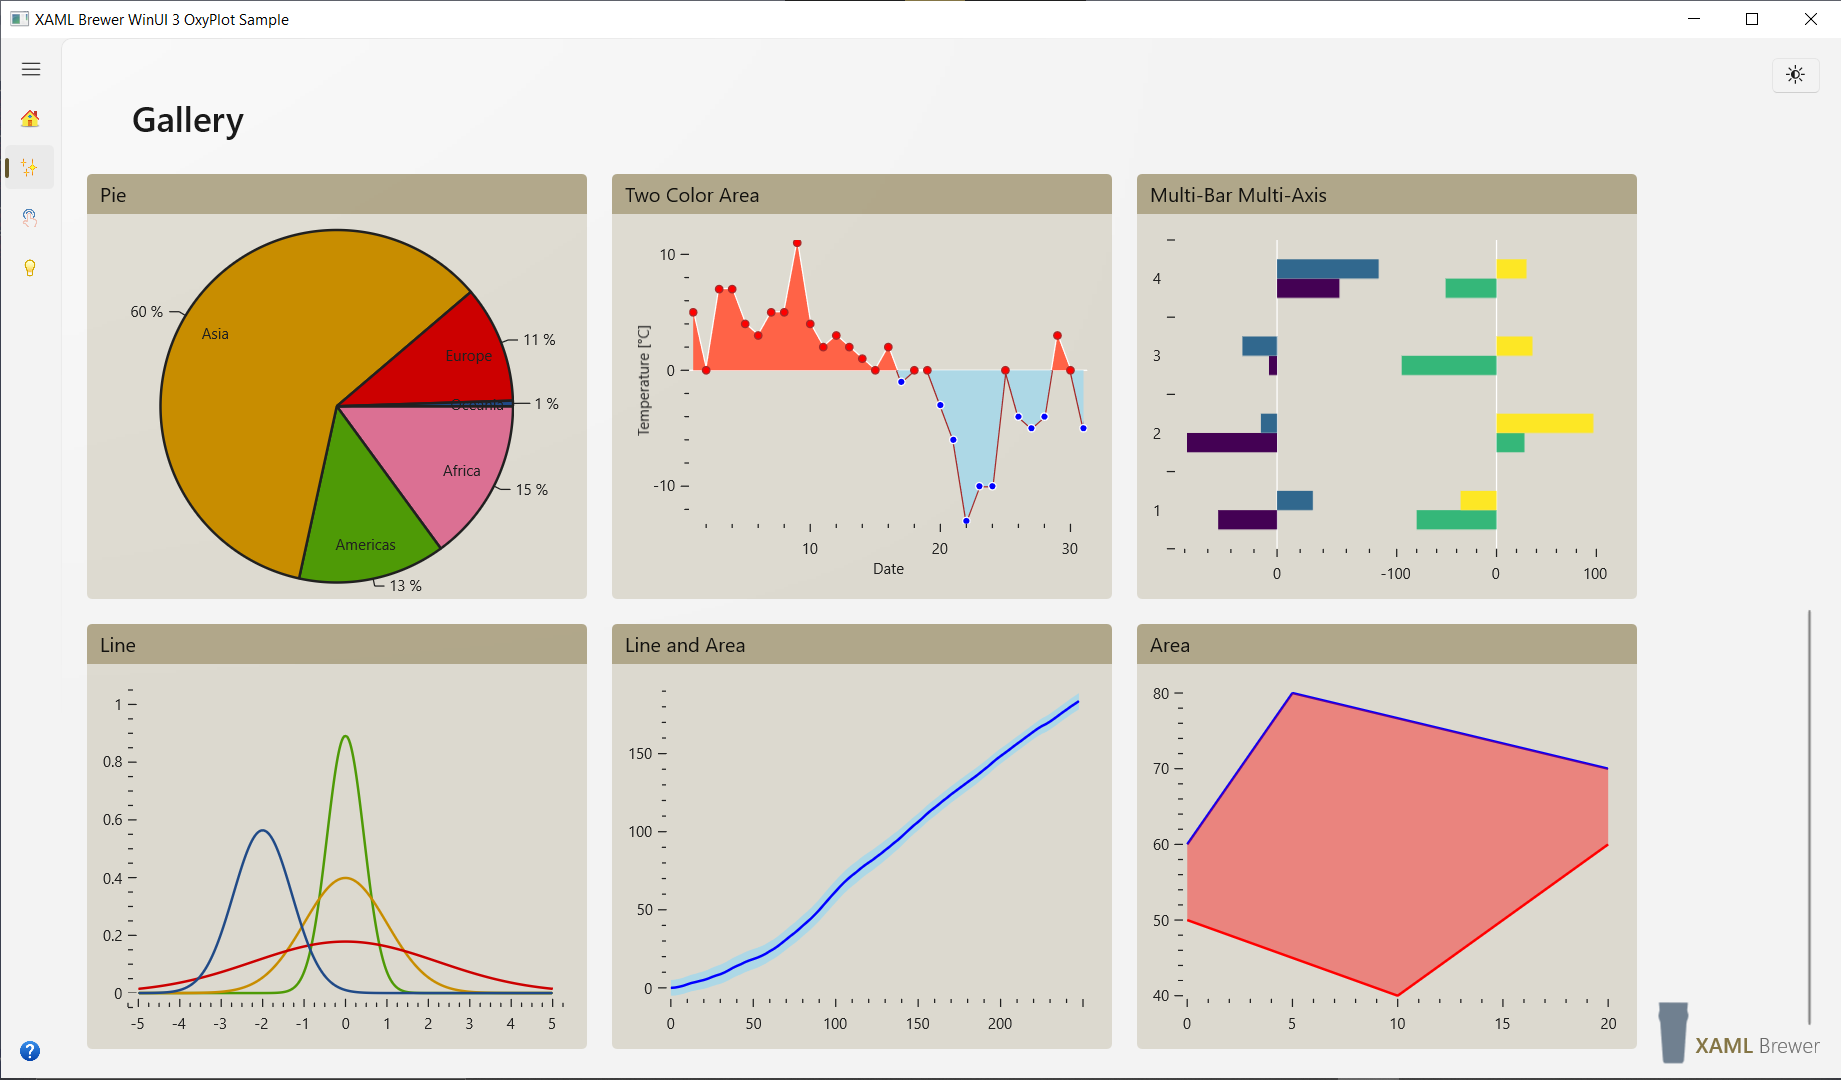 XAML Brewer WinUI 3 OxyPlot Sample
Gallery
Pie
60 %
Asia
11 %
Europe
Oceania
1 %
Africa
15 %
Americas
13 %
Two Color Area
10
0
-10
Temperature [°C]
10 20 30
Date
Multi-Bar Multi-Axis
4
3
2
1
0 -100 0 100
Line
1
0.8
0.6
0.4
0.2
0
-5 -4 -3 -2 -1 0 1 2 3 4 5
Line and Area
150
100
50
0
0 50 100 150 200
Area
80
70
60
50
40
0 5 10 15 20
?
XAML Brewer